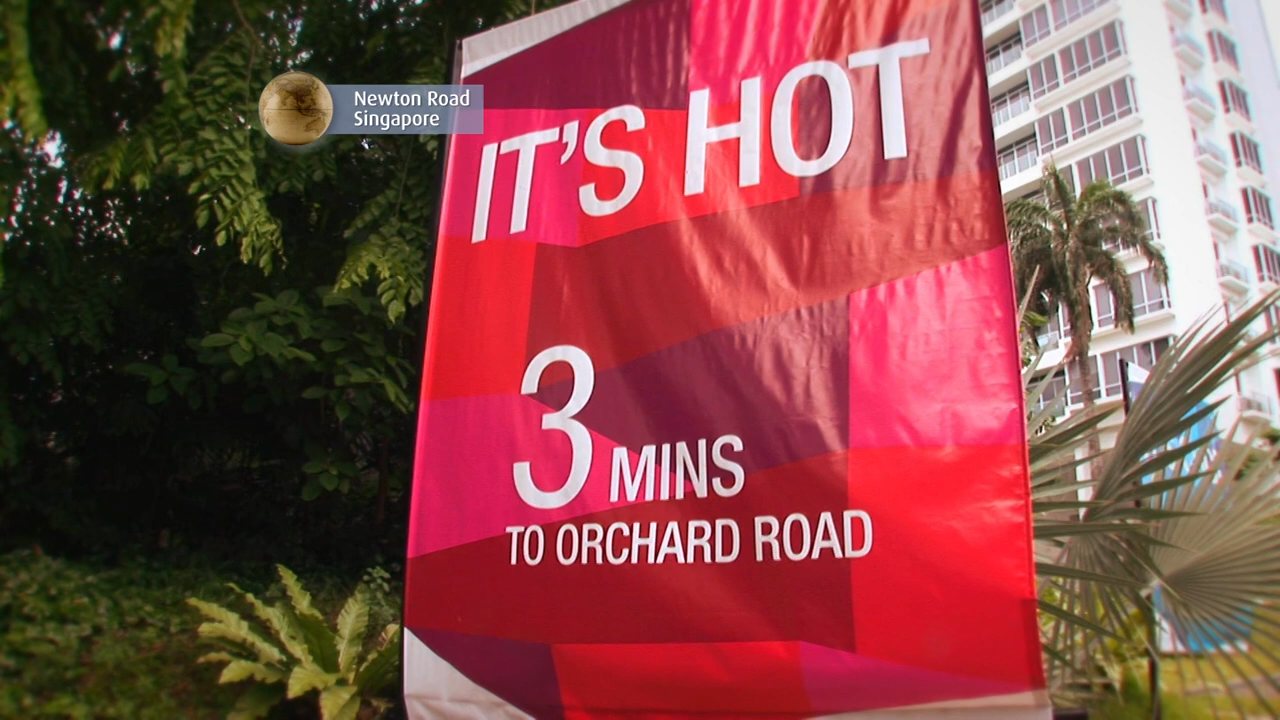 Newton Road
Singapore
IT'S HOT
3 MINS
TO ORCHARD ROAD